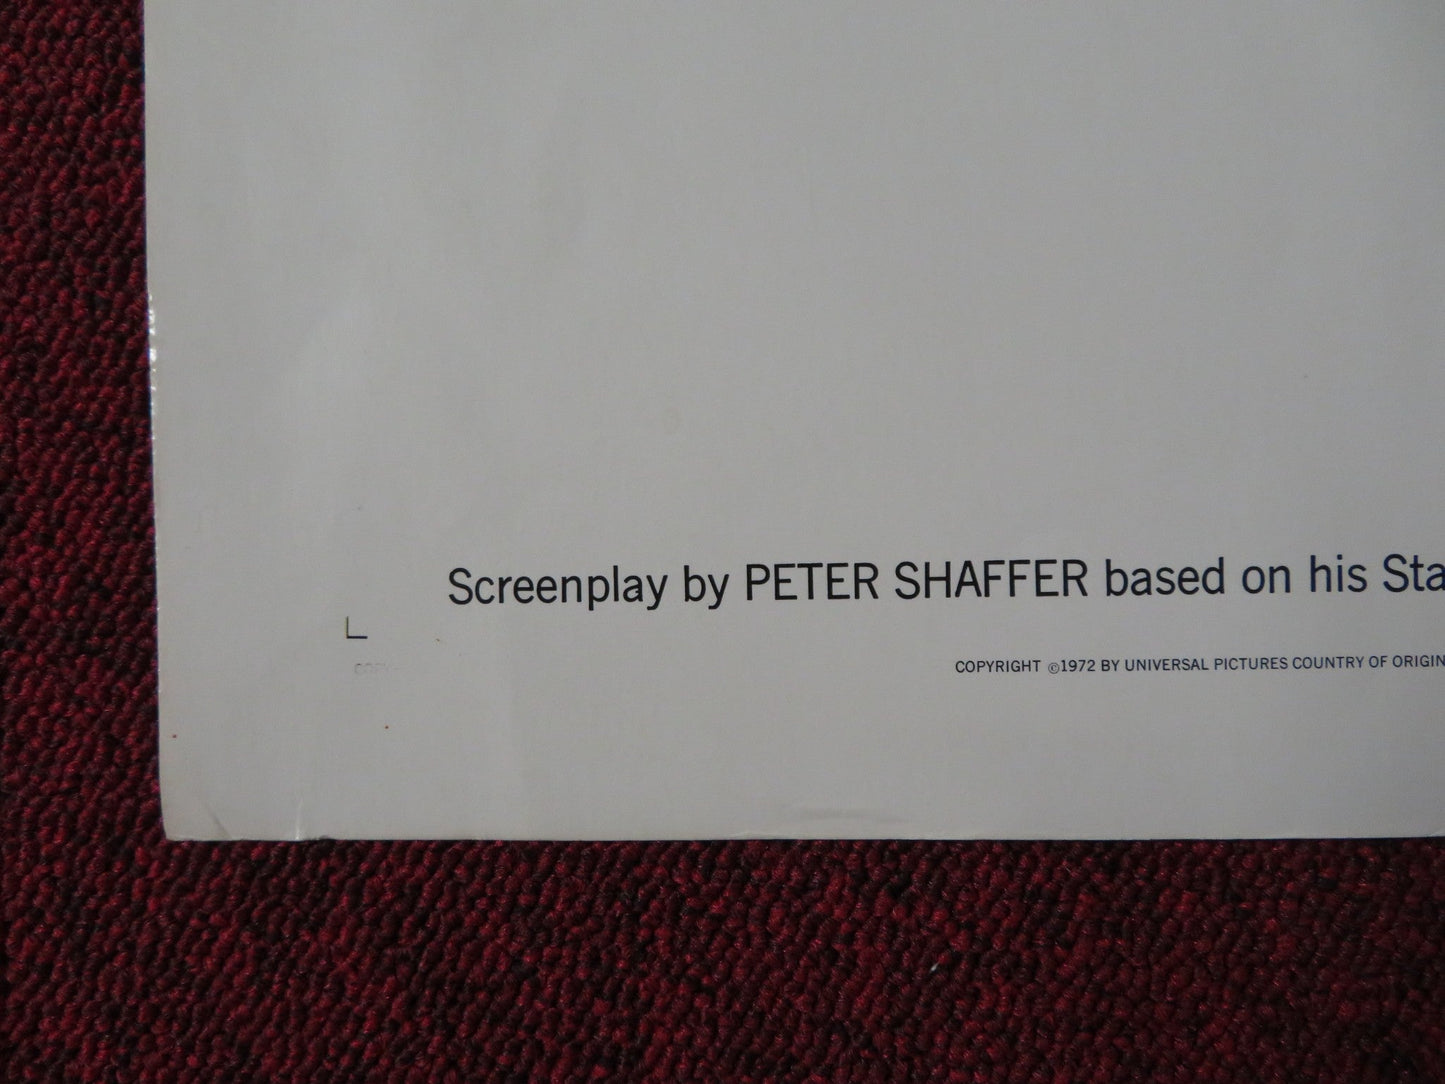 Screenplay by PETER SHAFFER based on his Sta
COPYRIGHT ©1972 BY UNIVERSAL PICTURES COUNTRY OF ORIGIN